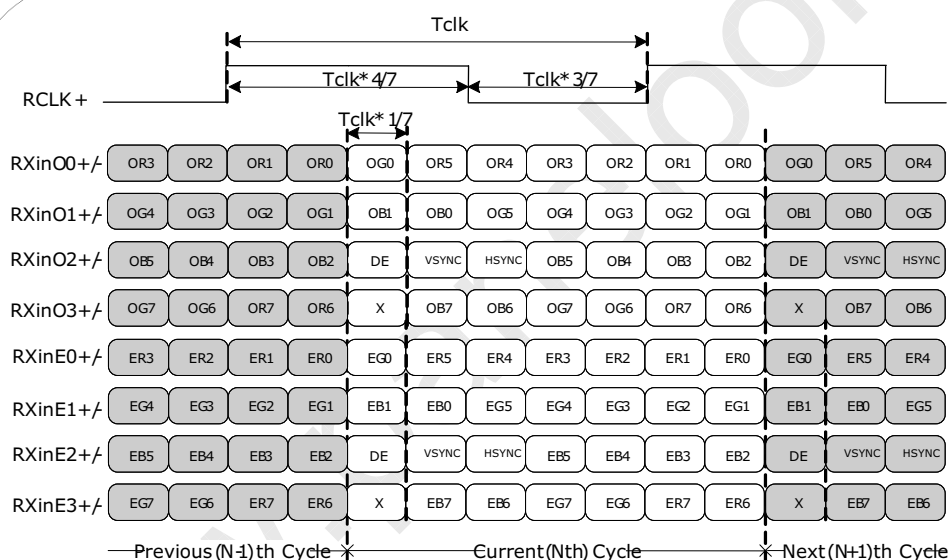 Tclk
Tclk* 4/7 Tclk* 3/7
RCLK +
Tclk* 1/7
RXinO0+/- OR3 OR2 OR1 OR0 OG0 OR5 OR4 OR3 OR2 OR1 OR0 OG0 OR5 OR4
RXinO1+/- OG4 OG3 OG2 OG1 OB1 OB0 OG5 OG4 OG3 OG2 OG1 OB1 OB0 OG5
RXinO2+/- OB5 OB4 OB3 OB2 DE VSYNC HSYNC OB5 OB4 OB3 OB2 DE VSYNC HSYNC
RXinO3+/- OG7 OG6 OR7 OR6 X OB7 OB6 OG7 OG6 OR7 OR6 X OB7 OB6
RXinE0+/- ER3 ER2 ER1 ER0 EG0 ER5 ER4 ER3 ER2 ER1 ER0 EG0 ER5 ER4
RXinE1+/- EG4 EG3 EG2 EG1 EB1 EB0 EG5 EG4 EG3 EG2 EG1 EB1 EB0 EG5
RXinE2+/- EB5 EB4 EB3 EB2 DE VSYNC HSYNC EB5 EB4 EB3 EB2 DE VSYNC HSYNC
RXinE3+/- EG7 EG6 ER7 ER6 X EB7 EB6 EG7 EG6 ER7 ER6 X EB7 EB6
Previous (N-1)th Cycle Current (Nth) Cycle Next (N+1)th Cycle